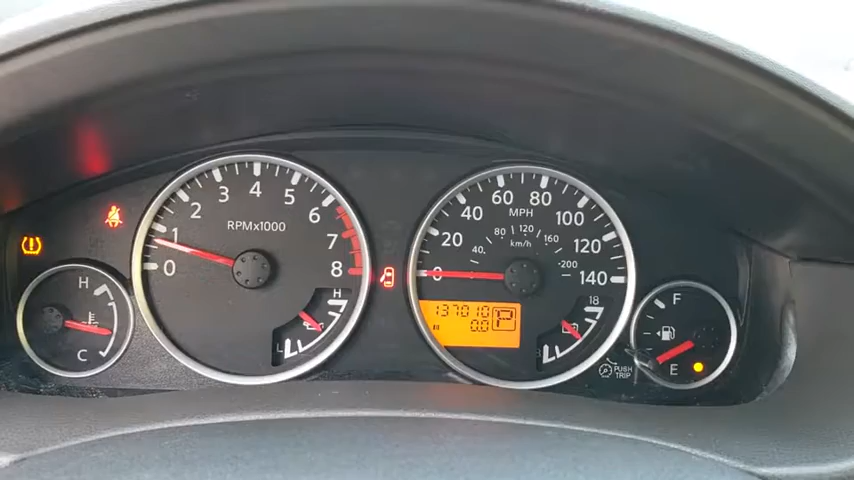 0 1 2 3 4 5 6 7 8
RPMx1000
H
C
H
L
0 20 40 60 80 100 120 140
MPH
40 80 120 160 200
km/h
137010
0.0
P
18
L
PUSH
TRIP
F
E